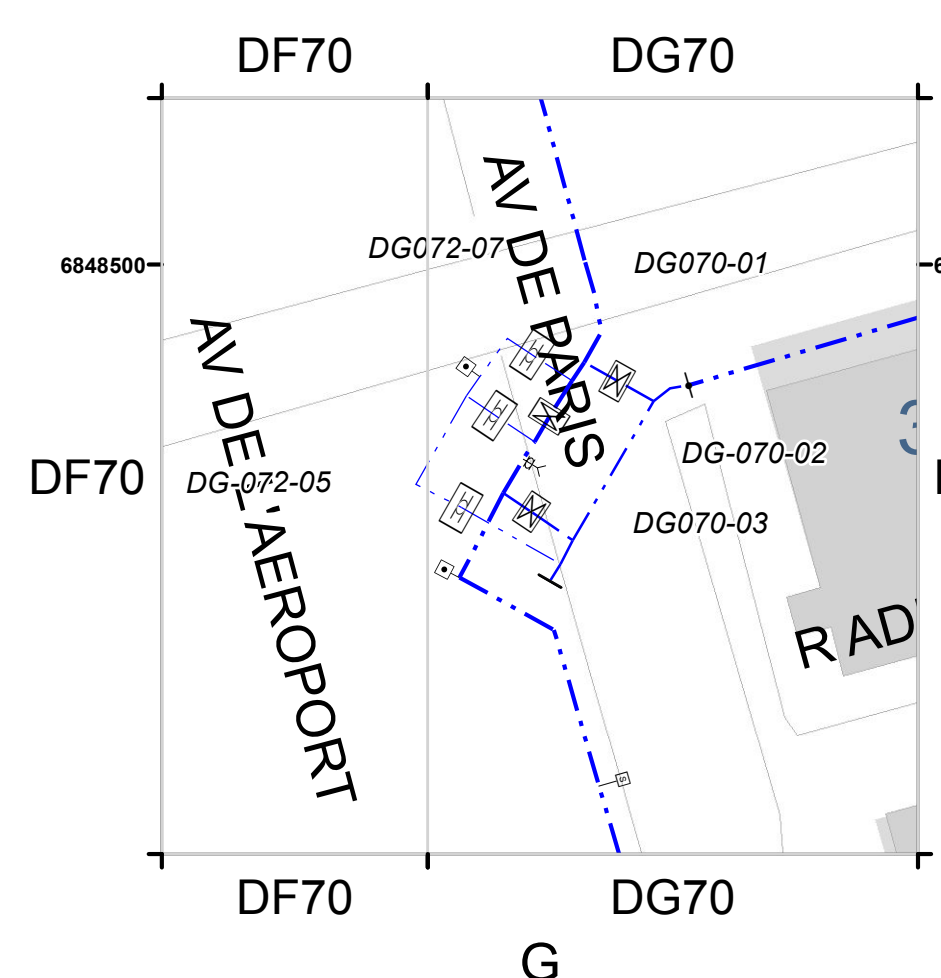 DF70 DG70
AV DE PARIS
DG072-07
6848500
DG070-01
AV DE L'AEROPORT
DF70
DG-072-05
DG-070-02
DG070-03
R AD
S
DF70 DG70
G